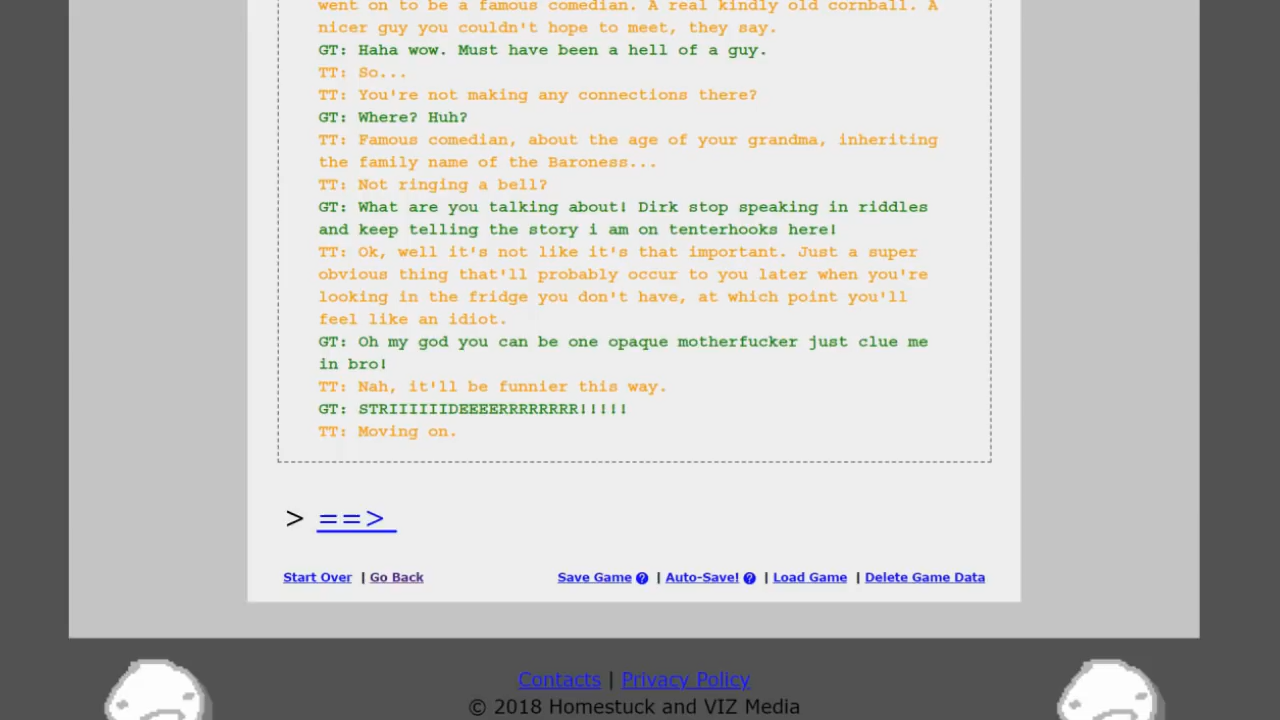 went on to be a famous comedian. A real kindly old cornball. A
nicer guy you couldn't hope to meet, they say.
GT: Haha wow. Must have been a hell of a guy.
TT: So...
TT: You're not making any connections there?
GT: Where? Huh?
TT: Famous comedian, about the age of your grandma, inheriting
the family name of the Baroness...
TT: Not ringing a bell?
GT: What are you talking about! Dirk stop speaking in riddles
and keep telling the story i am on tenterhooks here!
TT: Ok, well it's not like it's that important. Just a super
obvious thing that'll probably occur to you later when you're
looking in the fridge you don't have, at which point you'll
feel like an idiot.
GT: Oh my god you can be one opaque motherfucker just clue me
in bro!
TT: Nah, it'll be funnier this way.
GT: STRIIIIIIDEEEERRRRRRRR!!!!!
TT: Moving on.
> ==>
Start Over | Go Back Save Game ? | Auto-Save! ? | Load Game | Delete Game Data
Contacts | Privacy Policy
© 2018 Homestuck and VIZ Media